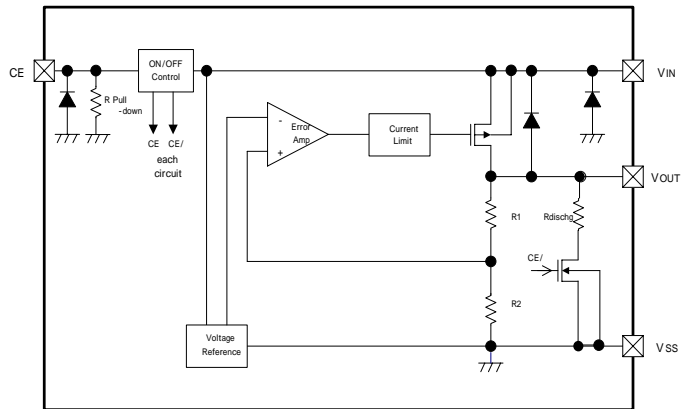 CE
ON/OFF
Control
VIN
R Pull
-down
CE CE/
each
circuit
-
Error
Amp
+
Current
Limit
VOUT
R1
Rdischg
CE/
R2
Voltage
Reference
VSS